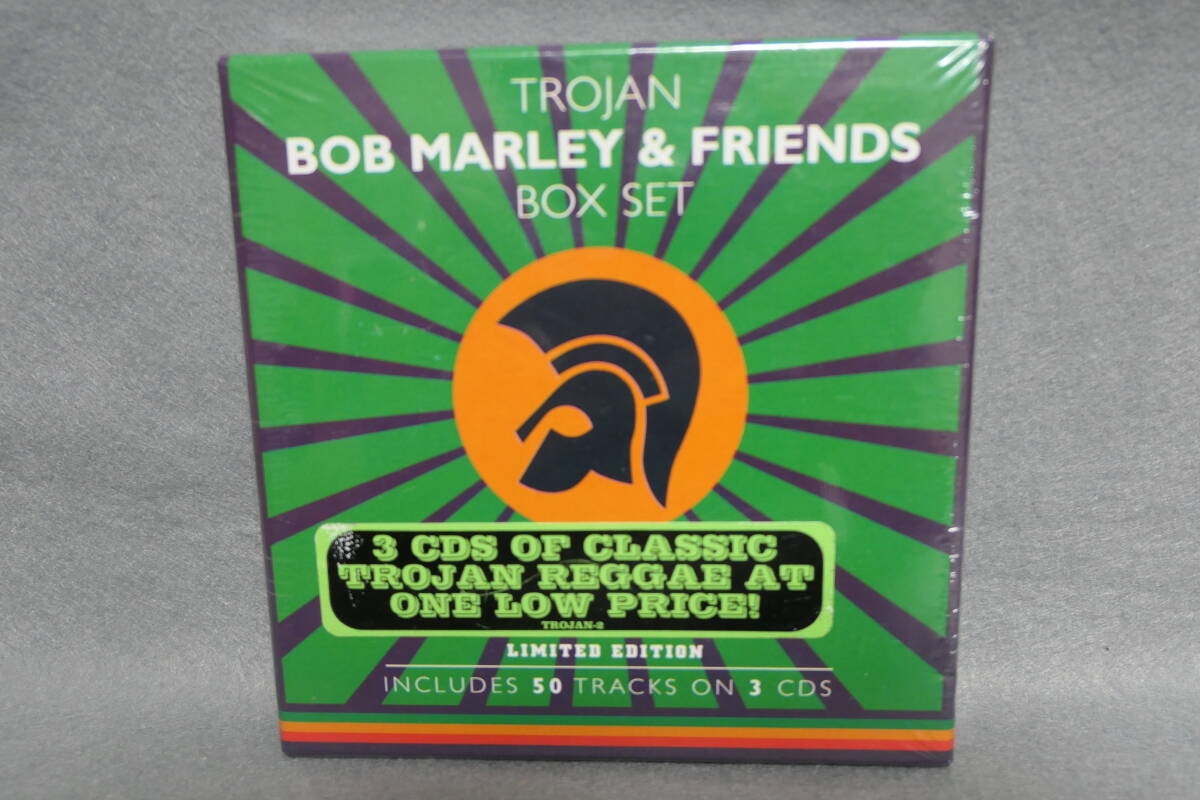 TROJAN
BOB MARLEY & FRIENDS
BOX SET
3 CDS OF CLASSIC
TROJAN REGGAE AT
ONE LOW PRICE!
TROJAN-2
LIMITED EDITION
INCLUDES 50 TRACKS ON 3 CDS